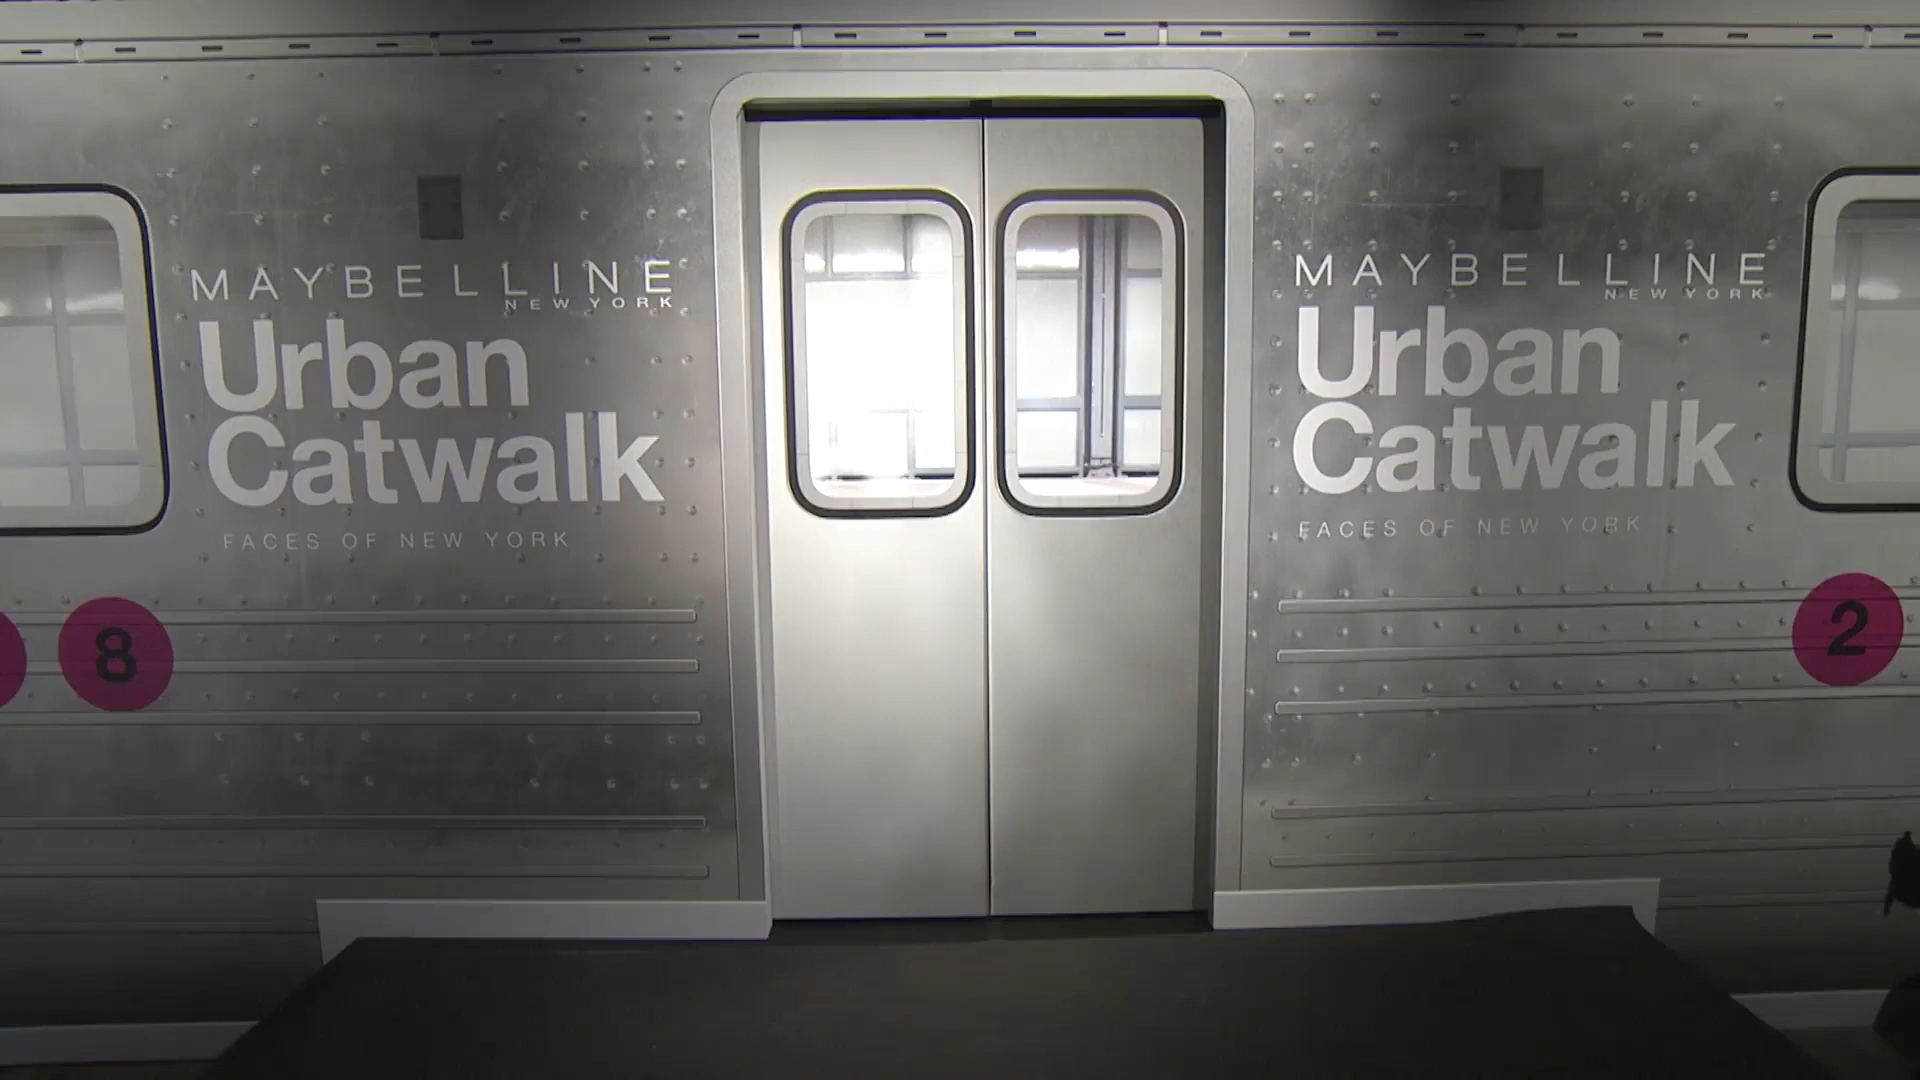 MAYBELLINE
NEW YORK
Urban
Catwalk
FACES OF NEW YORK
8
MAYBELLINE
NEW YORK
Urban
Catwalk
FACES OF NEW YORK
2